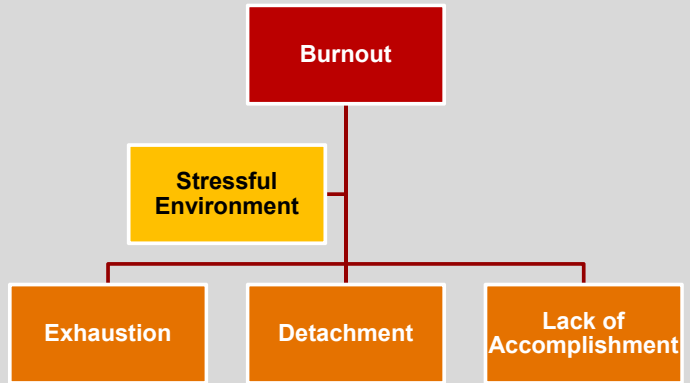 Burnout
Stressful
Environment
Exhaustion
Detachment
Lack of
Accomplishment